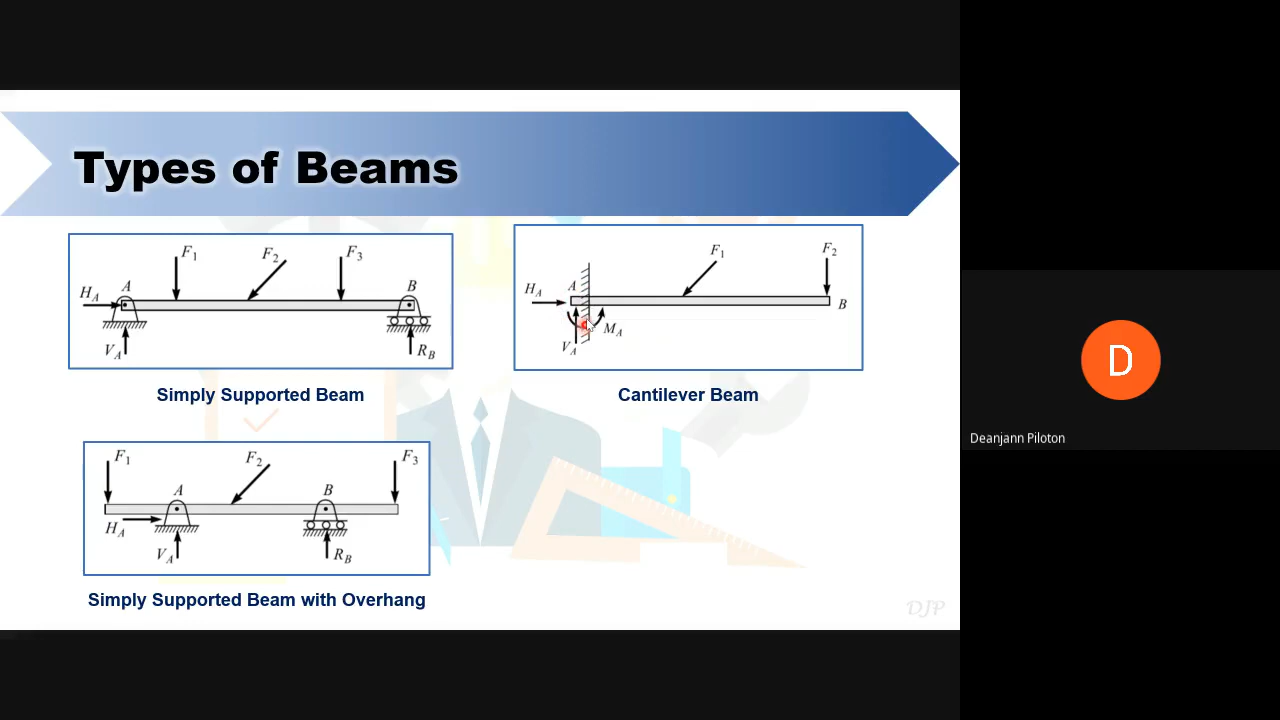 Types of Beams
F1
F2
F3
HA
A
B
VA
RB
Simply Supported Beam
F1
F2
HA
A
B
VA
MA
Cantilever Beam
F1
F2
F3
A
B
HA
VA
RB
Simply Supported Beam with Overhang
DJP
D
Deanjann Piloton